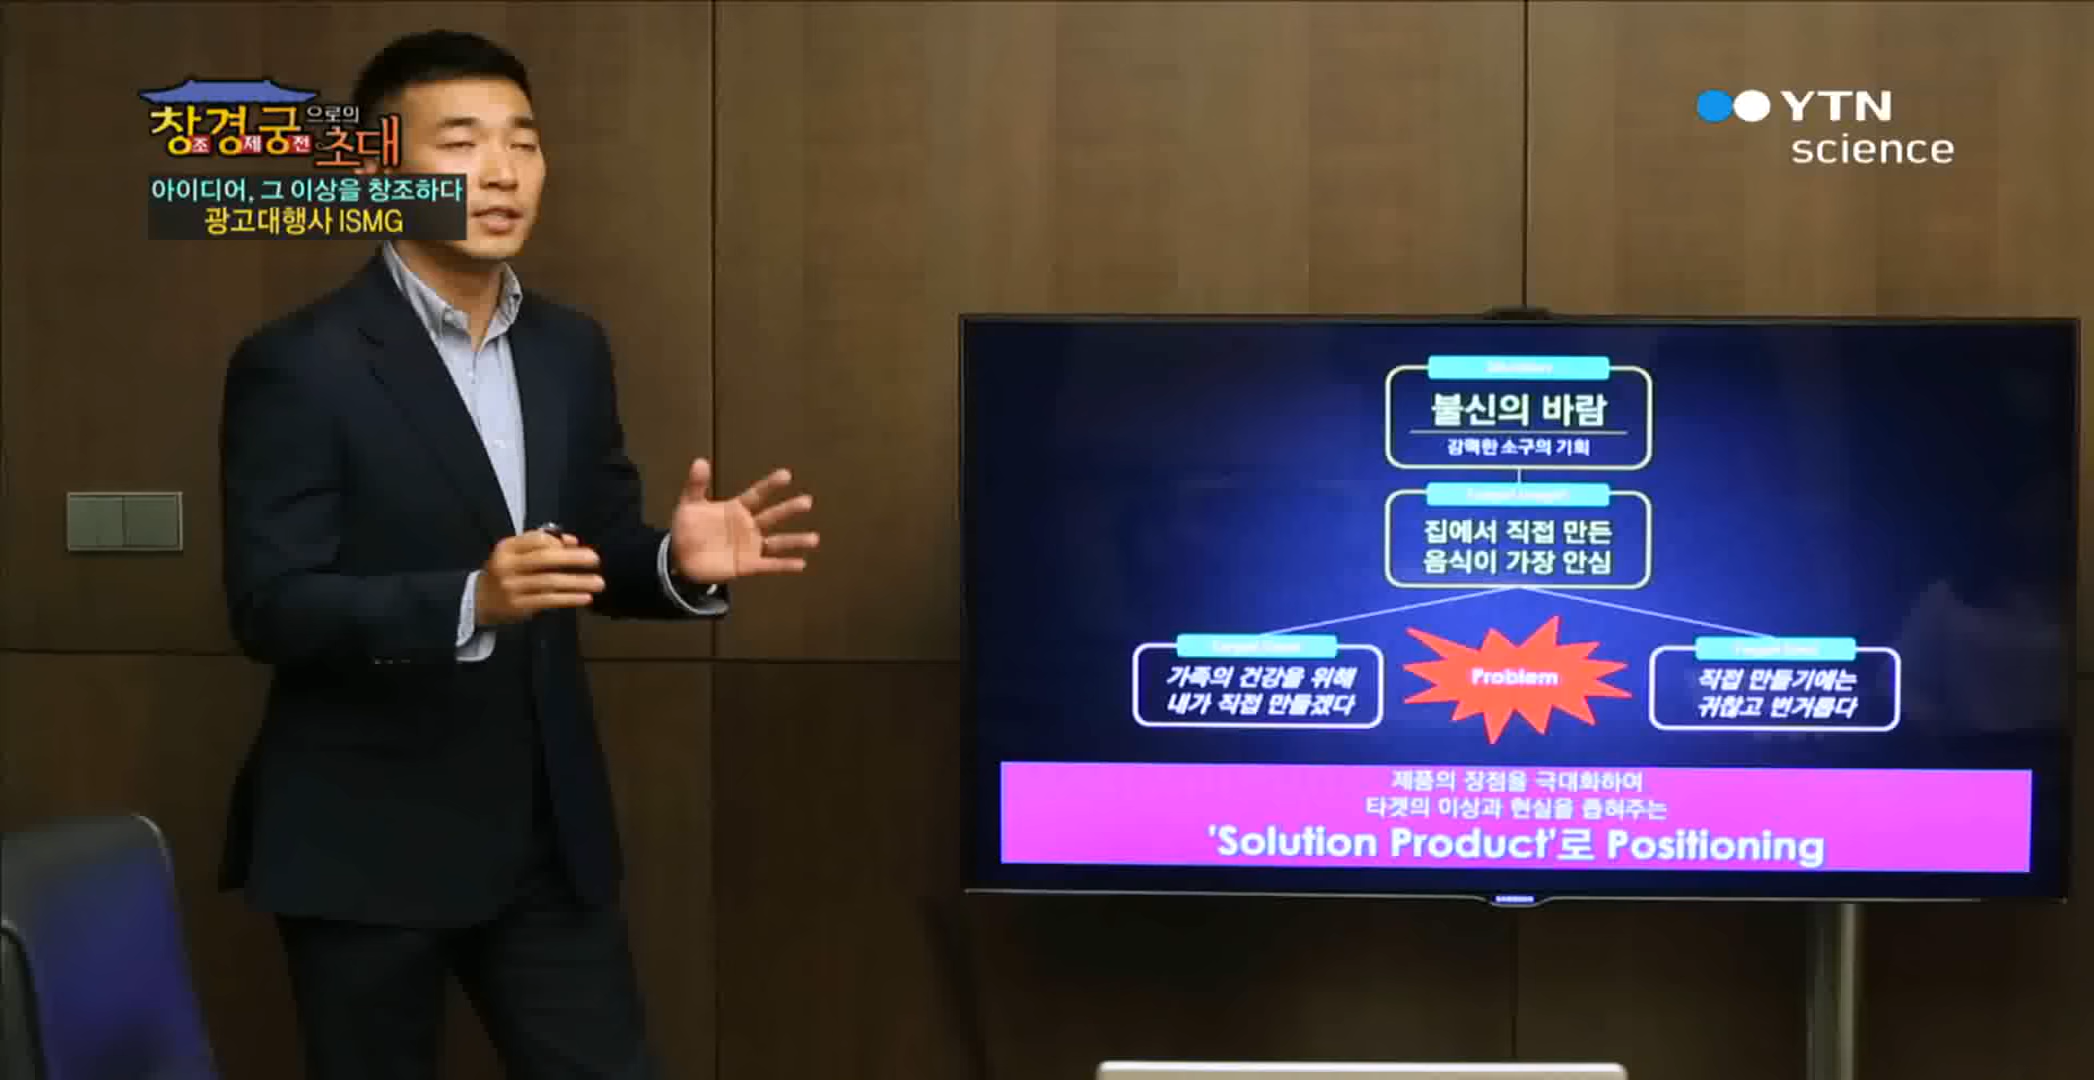 창경궁으로의
조제전
초대
아이디어, 그 이상을 창조하다
광고대행사 ISMG
YTN
science
불신의 바람
강력한 소구의 기회
집에서 직접 만든
음식이 가장 안심
가족의 건강을 위해
내가 직접 만들겠다
Problem
직접 만들기에는
귀찮고 번거롭다
제품의 장점을 극대화하여
타겟의 이상과 현실을 좁혀주는
'Solution Product'로 Positioning
SAMSUNG